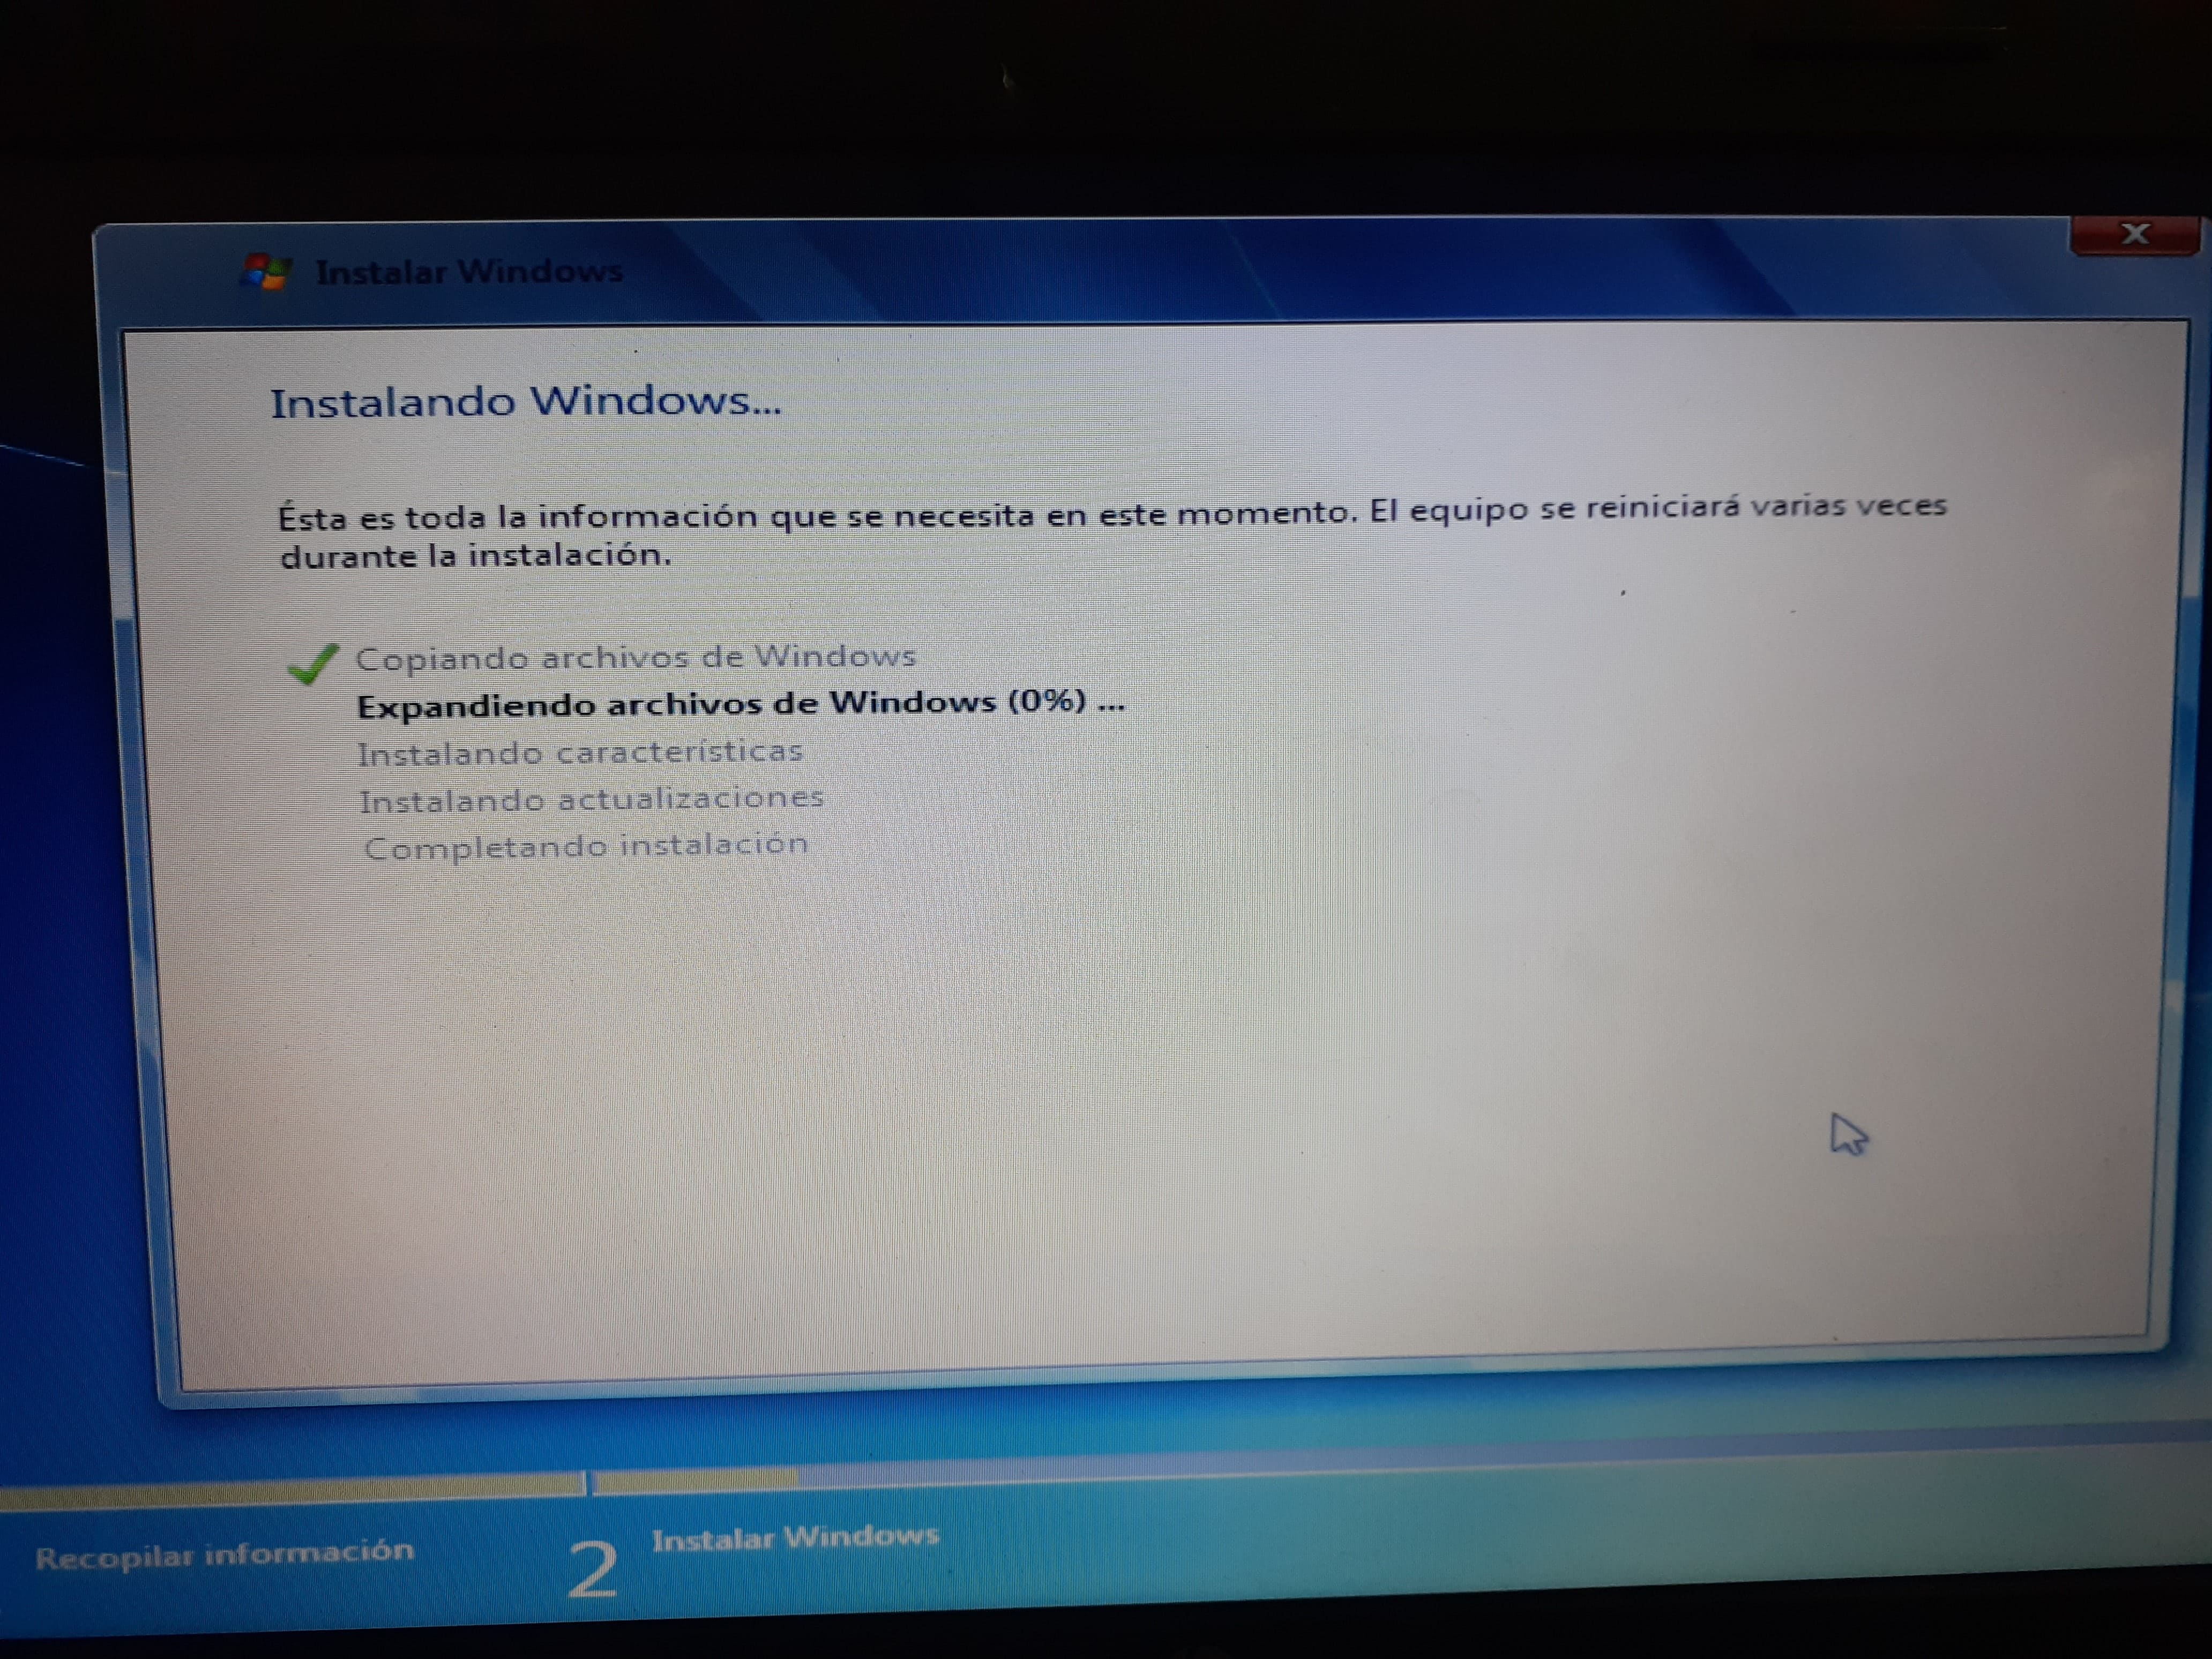 Instalar Windows
Instalando Windows...
Ésta es toda la información que se necesita en este momento. El equipo se reiniciará varias veces
durante la instalación.
Copiando archivos de Windows
Expandiendo archivos de Windows (0%) ...
Instalando características
Instalando actualizaciones
Completando instalación
Recopilar información
2 Instalar Windows